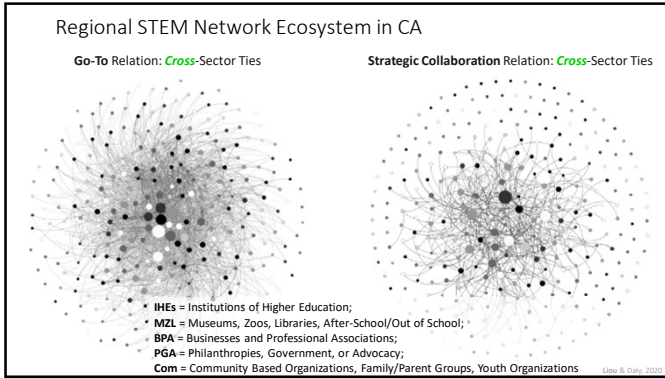 Regional STEM Network Ecosystem in CA
Go-To Relation: Cross-Sector Ties
Strategic Collaboration Relation: Cross-Sector Ties
IHEs = Institutions of Higher Education;
MZL = Museums, Zoos, Libraries, After-School/Out of School;
BPA = Businesses and Professional Associations;
PGA = Philanthropies, Government, or Advocacy;
Com = Community Based Organizations, Family/Parent Groups, Youth Organizations
Liou & Daly, 2020